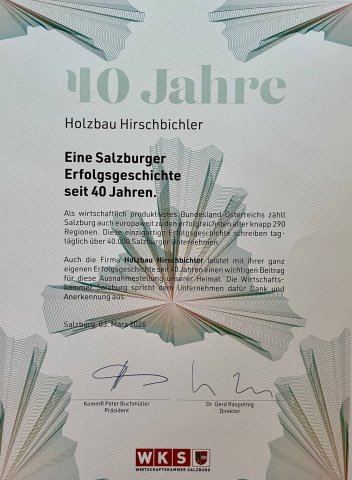 40 Jahre
Holzbau Hirschbichler
Eine Salzburger
Erfolgsgeschichte
seit 40 Jahren.
Als wirtschaftlich produktivstes Bundesland Österreichs zählt
Salzburg auch europaweit zu den erfolgreichsten aller knapp 290
Regionen. Diese einzigartige Erfolgsgeschichte schreiben tag-
täglich über 40.000 Salzburger Unternehmen.
Auch die Firma Holzbau Hirschbichler leistet mit ihrer ganz
eigenen Erfolgsgeschichte seit 40 Jahren einen wichtigen Beitrag
für diese Ausnahmestellung unserer Heimat. Die Wirtschafts-
kammer Salzburg spricht dem Unternehmen dafür Dank und
Anerkennung aus.
Salzburg, 03. März 2026
KommR Peter Buchmüller
Präsident
Dr. Gerd Raspotnig
Direktor
WKS
WIRTSCHAFTSKAMMER SALZBURG